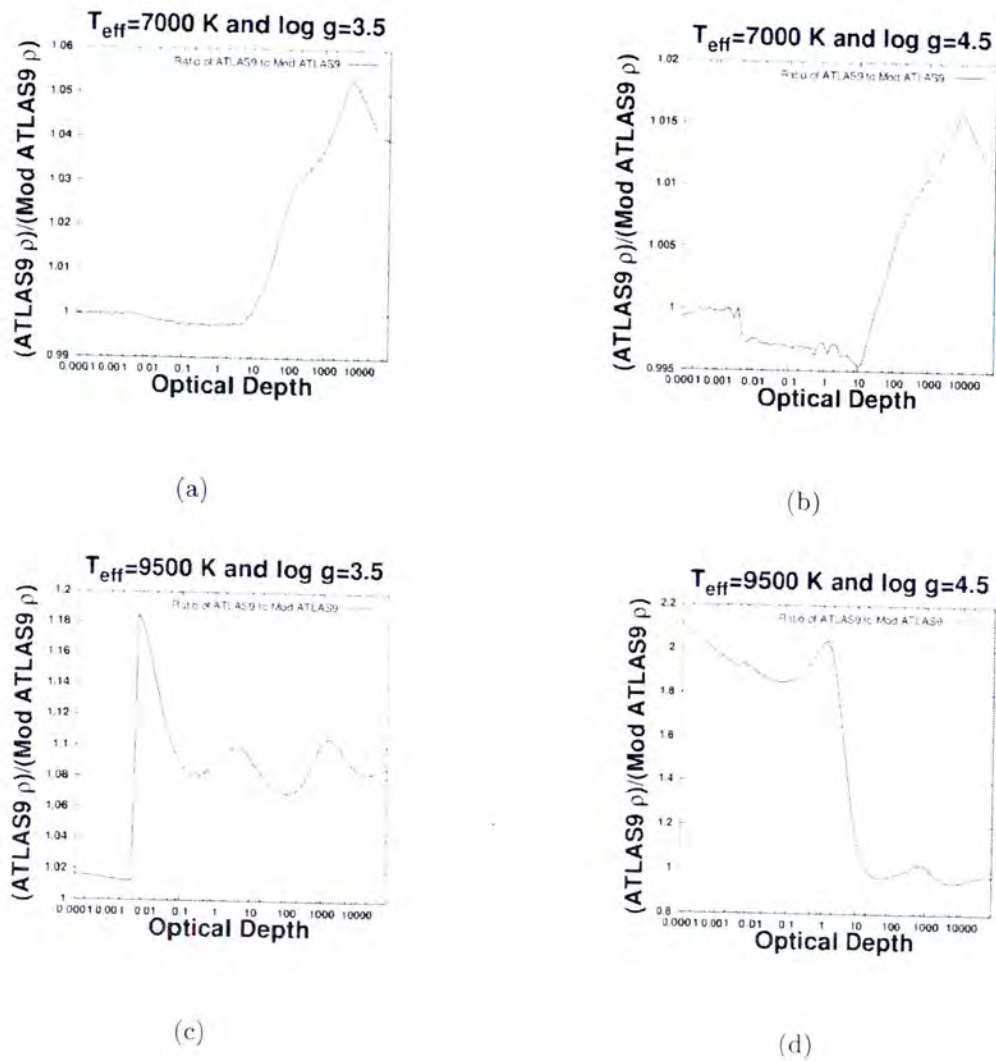 T_eff=7000 K and log g=3.5
(ATLAS9 ρ)/(Mod ATLAS9 ρ)
Ratio of ATLAS9 to Mod ATLAS9
1.06
1.05
1.04
1.03
1.02
1.01
1
0.99
0.0001 0.001 0.01 0.1 1 10 100 1000 10000
Optical Depth
(a)
T_eff=7000 K and log g=4.5
(ATLAS9 ρ)/(Mod ATLAS9 ρ)
Ratio of ATLAS9 to Mod ATLAS9
1.02
1.015
1.01
1.005
1
0.995
0.0001 0.001 0.01 0.1 1 10 100 1000 10000
Optical Depth
(b)
T_eff=9500 K and log g=3.5
(ATLAS9 ρ)/(Mod ATLAS9 ρ)
Ratio of ATLAS9 to Mod ATLAS9
1.2
1.18
1.16
1.14
1.12
1.1
1.08
1.06
1.04
1.02
1
0.0001 0.001 0.01 0.1 1 10 100 1000 10000
Optical Depth
(c)
T_eff=9500 K and log g=4.5
(ATLAS9 ρ)/(Mod ATLAS9 ρ)
Ratio of ATLAS9 to Mod ATLAS9
2.2
2
1.8
1.6
1.4
1.2
1
0.8
0.0001 0.001 0.01 0.1 1 10 100 1000 10000
Optical Depth
(d)